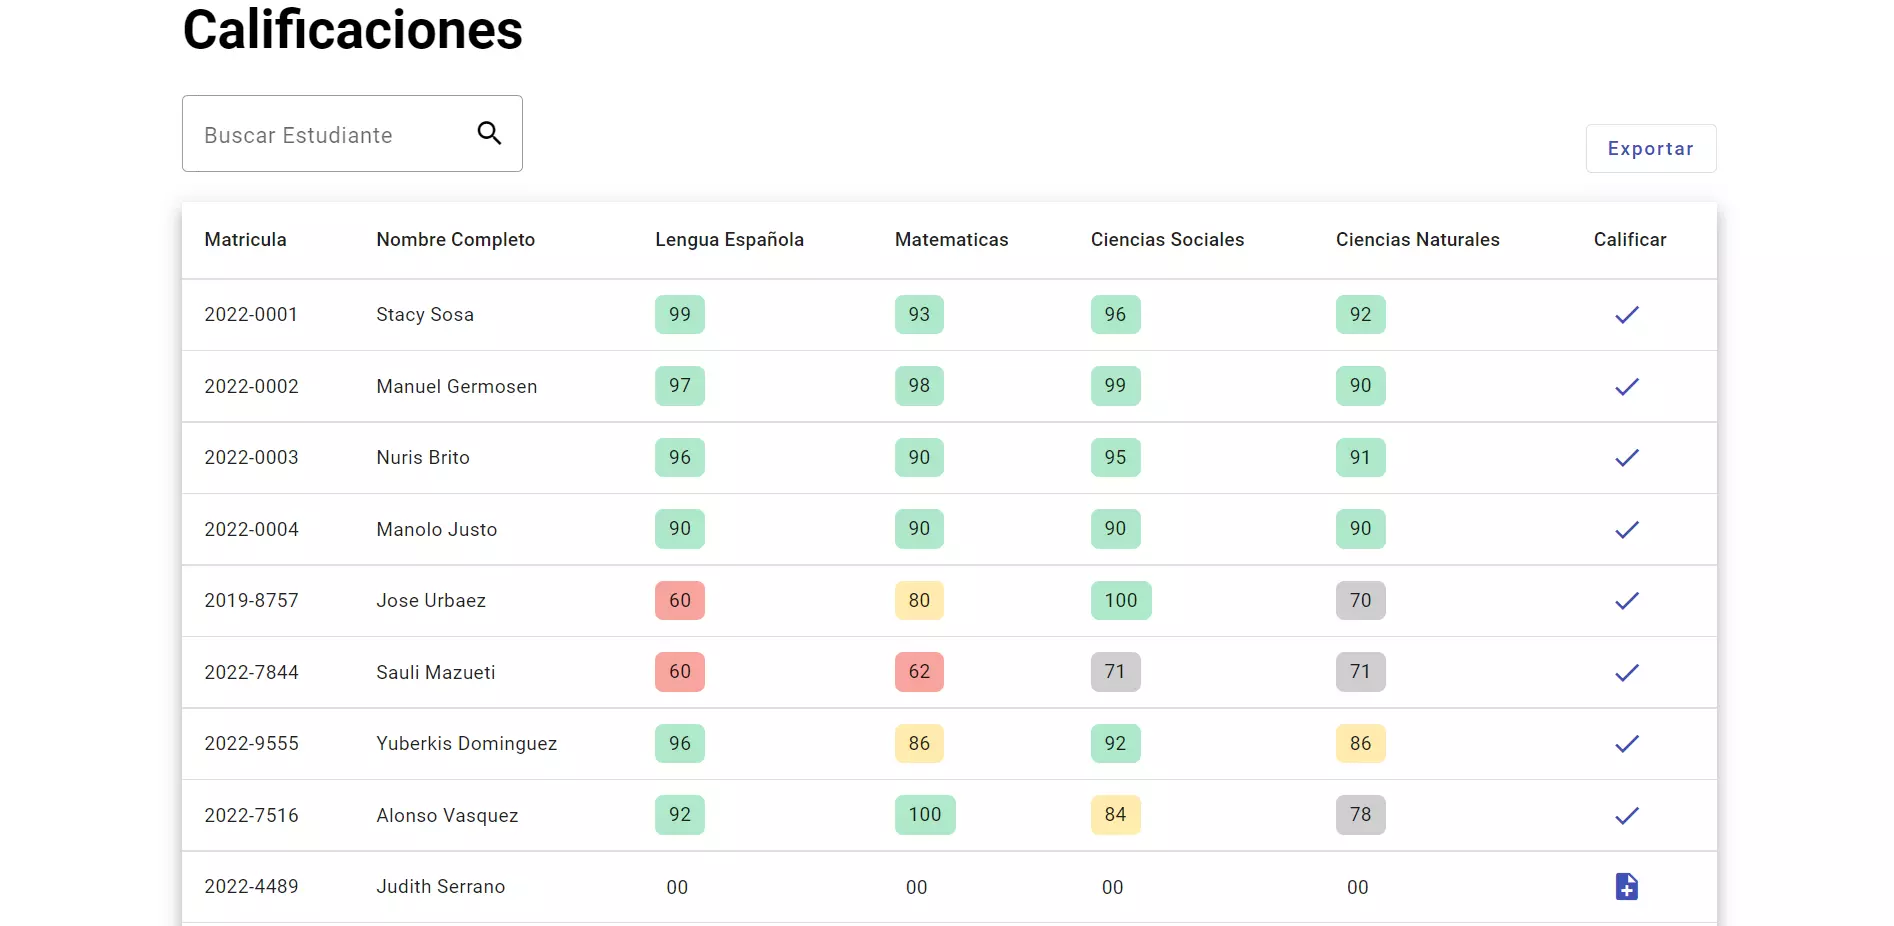 Calificaciones
Buscar Estudiante
Exportar
Matricula Nombre Completo Lengua Española Matematicas Ciencias Sociales Ciencias Naturales Calificar
2022-0001 Stacy Sosa 99 93 96 92
2022-0002 Manuel Germosen 97 98 99 90
2022-0003 Nuris Brito 96 90 95 91
2022-0004 Manolo Justo 90 90 90 90
2019-8757 Jose Urbaez 60 80 100 70
2022-7844 Sauli Mazueti 60 62 71 71
2022-9555 Yuberkis Dominguez 96 86 92 86
2022-7516 Alonso Vasquez 92 100 84 78
2022-4489 Judith Serrano 00 00 00 00